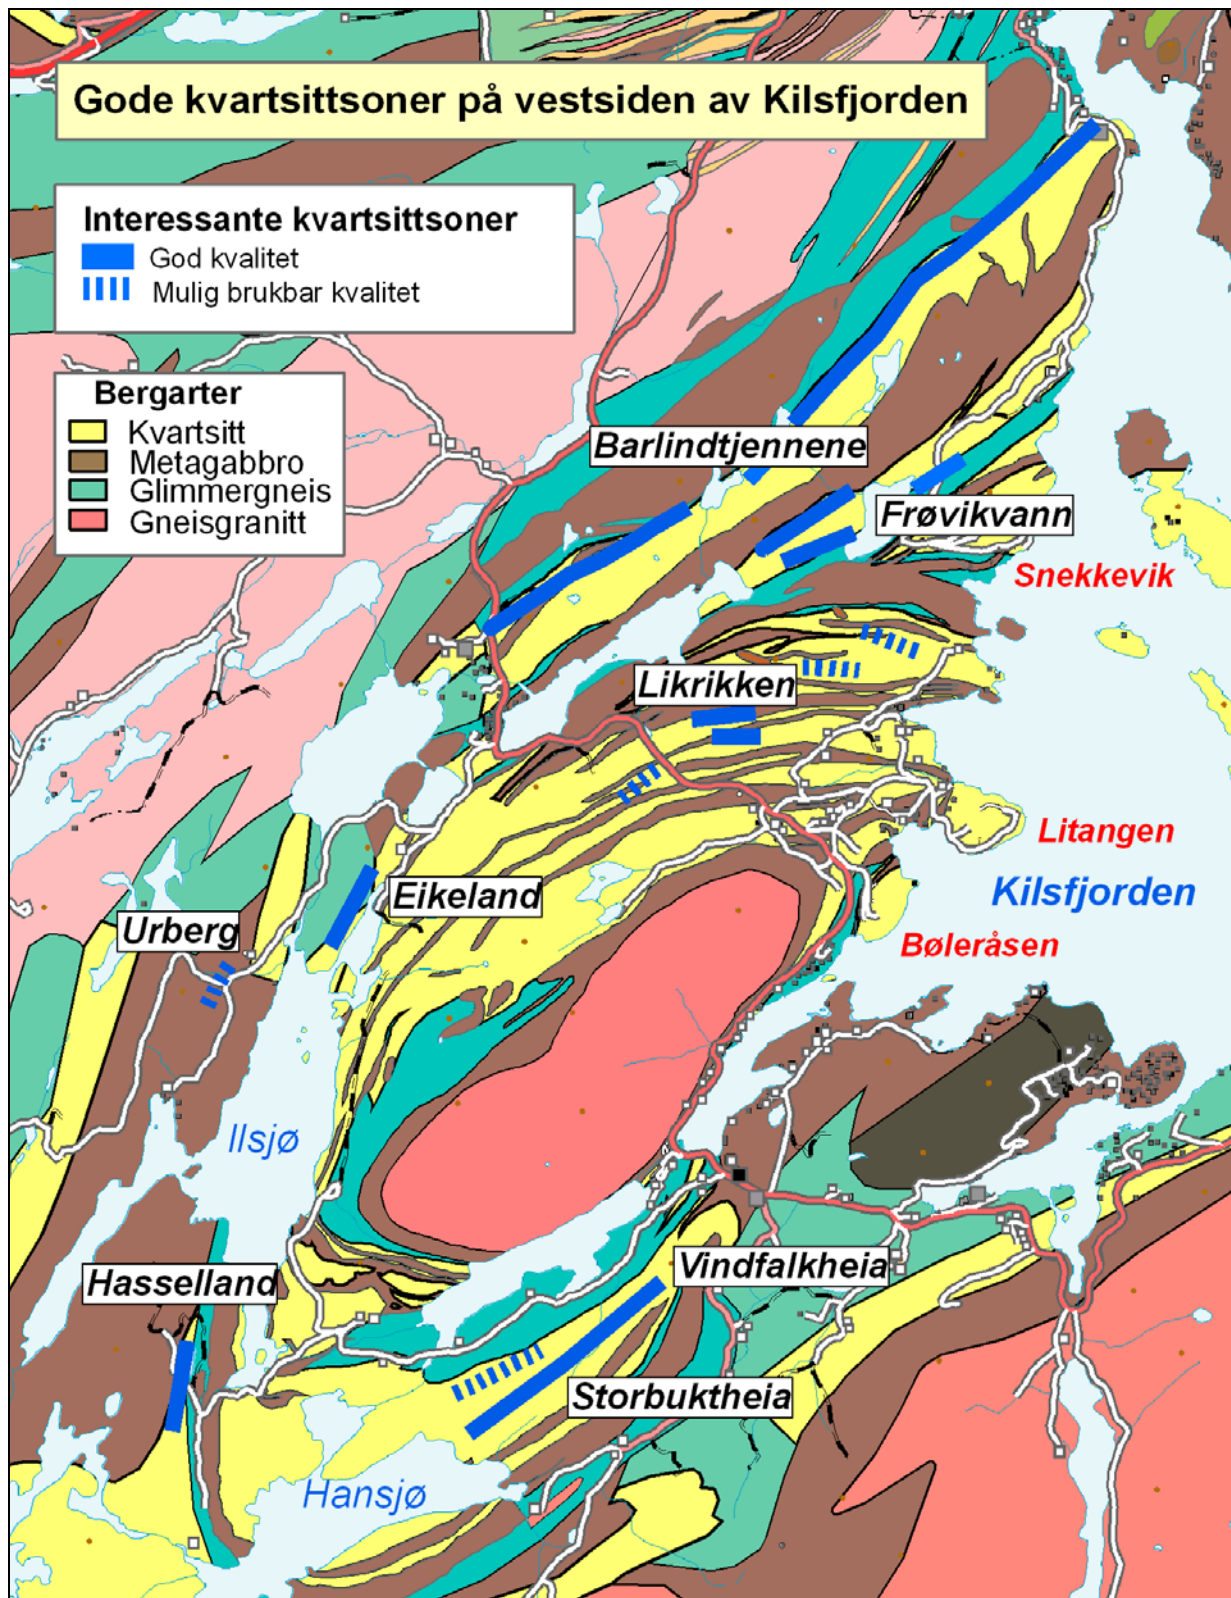 Gode kvartsittsoner på vestsiden av Kilsfjorden
Interessante kvartsittsoner
God kvalitet
Mulig brukbar kvalitet
Bergarter
Kvartsitt
Metagabbro
Glimmergneis
Gneisgranitt
Barlindtjennene
Frøvikvann
Snekkevik
Likrikken
Litangen
Kilsfjorden
Eikeland
Urberg
Bøleråsen
Ilsjø
Vindfalkheia
Hasselland
Storbuktheia
Hansjø